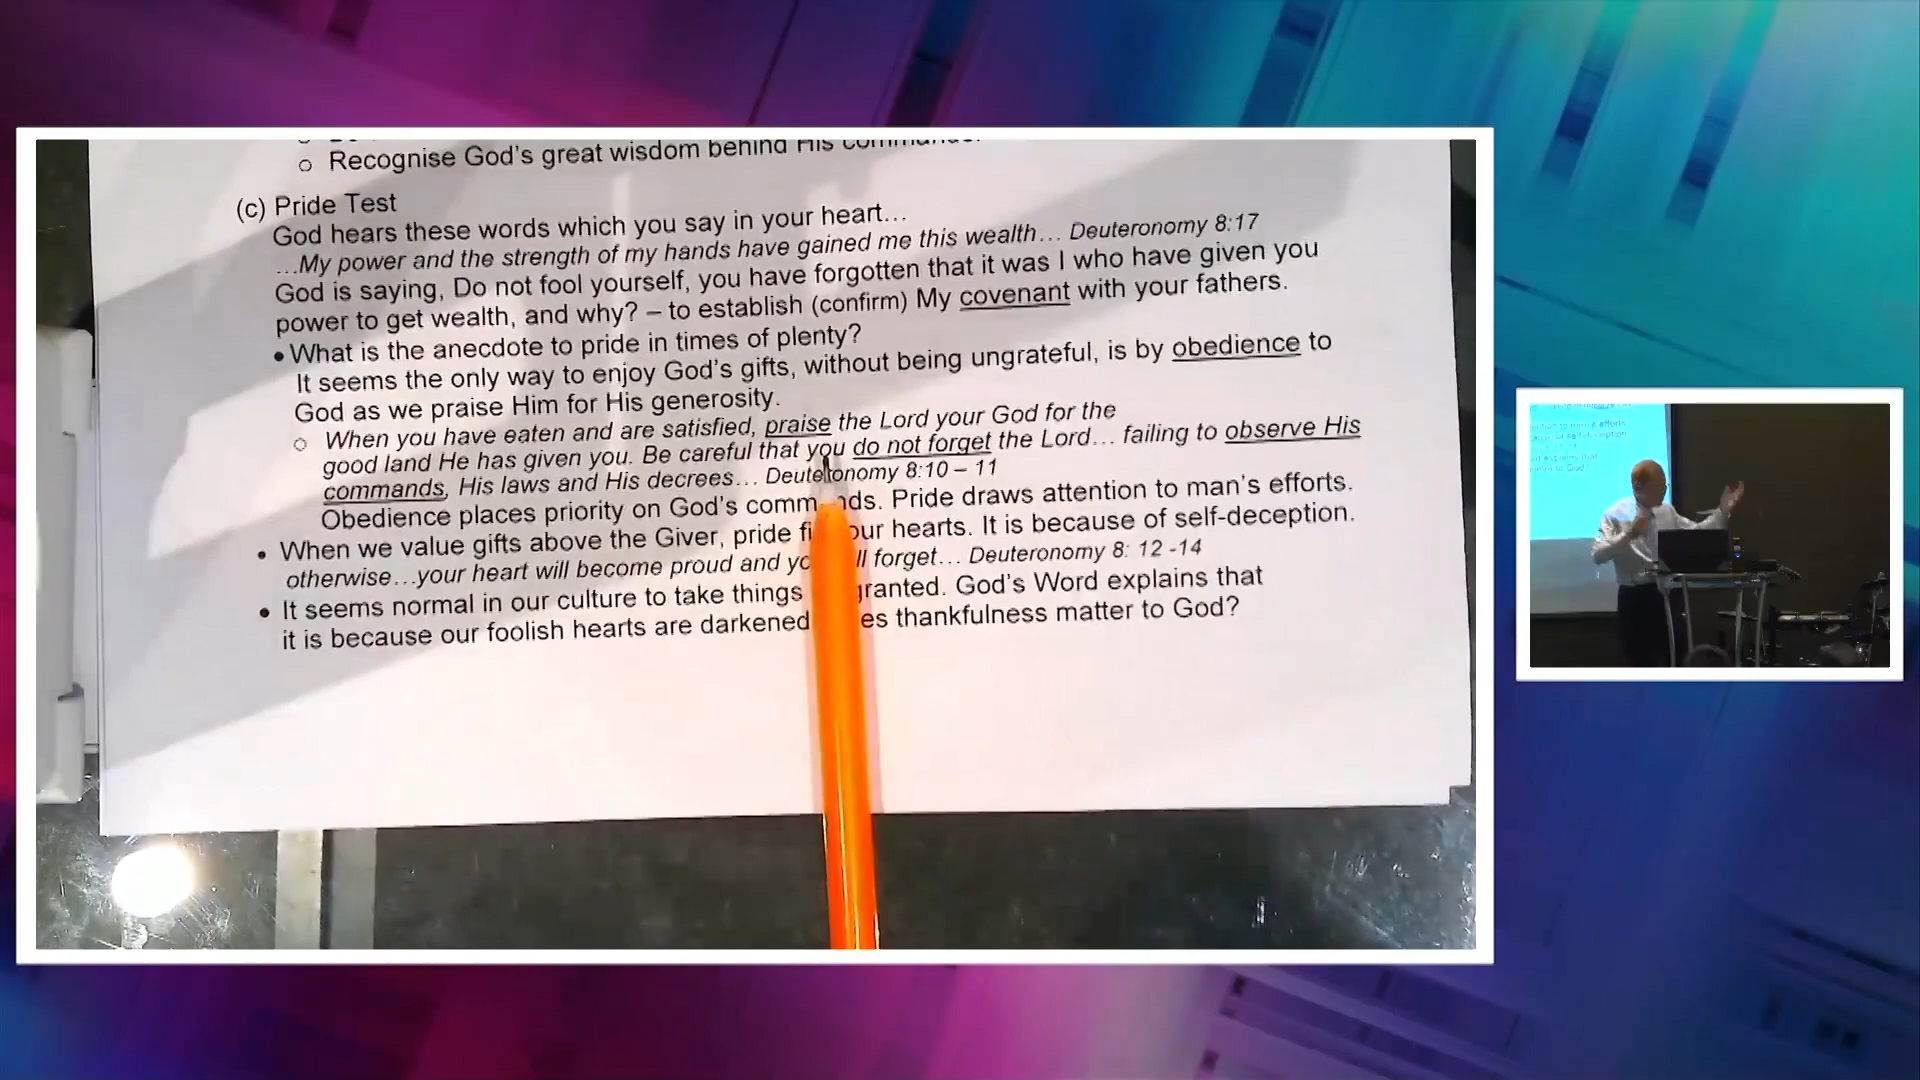 o Recognise God's great wisdom behind His
(c) Pride Test
God hears these words which you say in your heart…
…My power and the strength of my hands have gained me this wealth… Deuteronomy 8:17
God is saying, Do not fool yourself, you have forgotten that it was I who have given you
power to get wealth, and why? – to establish (confirm) My covenant with your fathers.
• What is the anecdote to pride in times of plenty?
It seems the only way to enjoy God's gifts, without being ungrateful, is by obedience to
God as we praise Him for His generosity.
o When you have eaten and are satisfied, praise the Lord your God for the
good land He has given you. Be careful that you do not forget the Lord… failing to observe His
commands, His laws and His decrees… Deuteronomy 8:10 – 11
Obedience places priority on God's commands. Pride draws attention to man's efforts.
• When we value gifts above the Giver, pride our hearts. It is because of self-deception.
otherwise…your heart will become proud and forget… Deuteronomy 8: 12 -14
• It seems normal in our culture to take things granted. God's Word explains that
it is because our foolish hearts are darkened thankfulness matter to God?